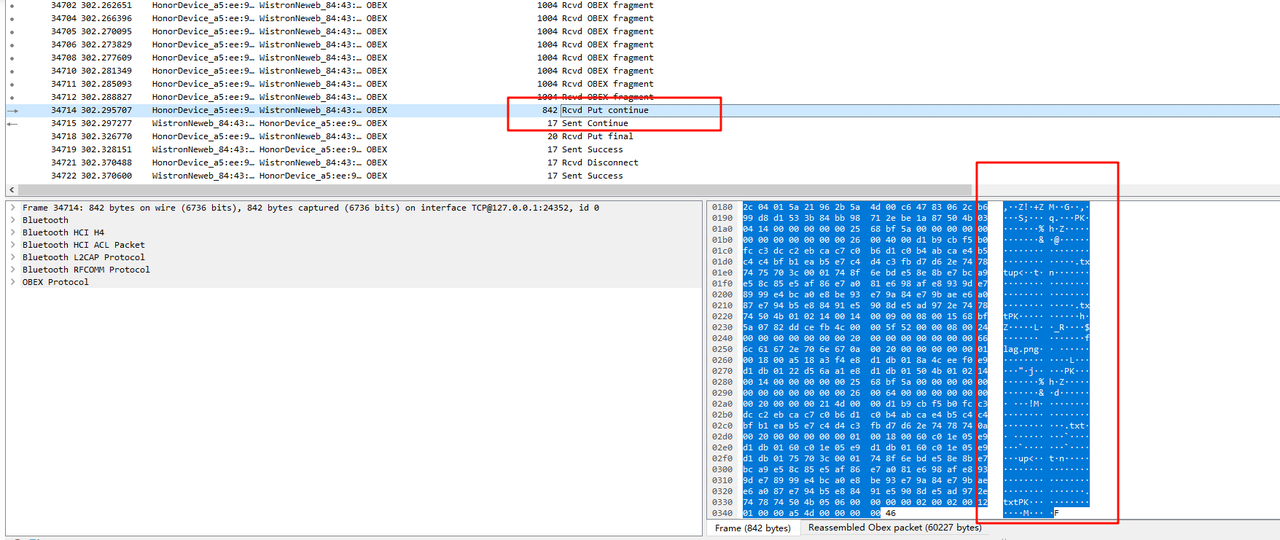 34702 302.262651 HonorDevice_a5:ee:9… WistronNeweb_84:43:… OBEX 1004 Rcvd OBEX fragment
34704 302.266396 HonorDevice_a5:ee:9… WistronNeweb_84:43:… OBEX 1004 Rcvd OBEX fragment
34705 302.270095 HonorDevice_a5:ee:9… WistronNeweb_84:43:… OBEX 1004 Rcvd OBEX fragment
34706 302.273829 HonorDevice_a5:ee:9… WistronNeweb_84:43:… OBEX 1004 Rcvd OBEX fragment
34708 302.277609 HonorDevice_a5:ee:9… WistronNeweb_84:43:… OBEX 1004 Rcvd OBEX fragment
34710 302.281349 HonorDevice_a5:ee:9… WistronNeweb_84:43:… OBEX 1004 Rcvd OBEX fragment
34711 302.285093 HonorDevice_a5:ee:9… WistronNeweb_84:43:… OBEX 1004 Rcvd OBEX fragment
34712 302.288827 HonorDevice_a5:ee:9… WistronNeweb_84:43:… OBEX 1004 Rcvd OBEX fragment
34714 302.295707 HonorDevice_a5:ee:9… WistronNeweb_84:43:… OBEX 842 Rcvd Put continue
34715 302.297277 WistronNeweb_84:43:… HonorDevice_a5:ee:9… OBEX 17 Sent Continue
34718 302.326770 HonorDevice_a5:ee:9… WistronNeweb_84:43:… OBEX 20 Rcvd Put final
34719 302.328151 WistronNeweb_84:43:… HonorDevice_a5:ee:9… OBEX 17 Sent Success
34721 302.370488 HonorDevice_a5:ee:9… WistronNeweb_84:43:… OBEX 17 Rcvd Disconnect
34722 302.370600 WistronNeweb_84:43:… HonorDevice_a5:ee:9… OBEX 17 Sent Success
Frame 34714: 842 bytes on wire (6736 bits), 842 bytes captured (6736 bits) on interface TCP@127.0.0.1:24352, id 0
Bluetooth
Bluetooth HCI H4
Bluetooth HCI ACL Packet
Bluetooth L2CAP Protocol
Bluetooth RFCOMM Protocol
OBEX Protocol
0180 2c 04 01 5a 21 96 2b 5a 4d 00 c6 47 83 06 2c b6 ,··Z!·+Z M··G··,·
0190 99 d8 d1 53 3b 84 bb 98 71 2e be 1a 87 50 4b 03 ···S;··· q.···PK·
01a0 04 14 00 00 00 00 00 25 68 bf 5a 00 00 00 00 00 ·······% h·Z·····
01b0 00 00 00 00 00 00 00 26 00 40 00 d1 b9 cb f5 b0 ·······& ·@······
01c0 fc c3 dc c2 eb ca c7 c0 b6 d1 c0 b4 ab ca e4 b5 ········ ········
01d0 c4 c4 bf b1 ea b5 e7 c4 d4 c3 fb d7 d6 2e 74 78 ········ ·····.tx
01e0 74 75 70 3c 00 01 74 8f 6e bd e5 8e 8b e7 bc a9 tup<··t· n·······
01f0 e5 8c 85 e5 af 86 e7 a0 81 e6 98 af e8 93 9d e7 ········ ········
0200 89 99 e4 bc a0 e8 be 93 e7 9a 84 e7 9b ae e6 a0 ········ ········
0210 87 e7 94 b5 e8 84 91 e5 90 8d e5 ad 97 2e 74 78 ········ ·····.tx
0220 74 50 4b 01 02 14 00 14 00 09 00 08 00 15 68 bf tPK····· ······h·
0230 5a 07 82 dd ce fb 4c 00 00 5f 52 00 00 08 00 24 Z·····L· ·_R····$
0240 00 00 00 00 00 00 00 20 00 00 00 00 00 00 00 66 ······· ·······f
0250 6c 61 67 2e 70 6e 67 0a 00 20 00 00 00 00 00 01 lag.png· · ······
0260 00 18 00 a5 18 a3 f4 e8 d1 db 01 8a 4c ee f0 e9 ········ ····L···
0270 d1 db 01 22 d5 6a a1 e8 d1 db 01 50 4b 01 02 14 ···"·j·· ···PK···
0280 00 14 00 00 00 00 00 25 68 bf 5a 00 00 00 00 00 ·······% h·Z·····
0290 00 00 00 00 00 00 00 26 00 64 00 00 00 00 00 00 ·······& ·d······
02a0 00 20 00 00 00 21 4d 00 00 d1 b9 cb f5 b0 fc c3 · ···!M· ········
02b0 dc c2 eb ca c7 c0 b6 d1 c0 b4 ab ca e4 b5 c4 c4 ········ ········
02c0 bf b1 ea b5 e7 c4 d4 c3 fb d7 d6 2e 74 78 74 0a ········ ···.txt·
02d0 00 20 00 00 00 00 00 01 00 18 00 60 c0 1e 05 e9 · ······ ···`····
02e0 d1 db 01 60 c0 1e 05 e9 d1 db 01 60 c0 1e 05 e9 ···`···· ···`····
02f0 d1 db 01 75 70 3c 00 01 74 8f 6e bd e5 8e 8b e7 ···up<·· t·n·····
0300 bc a9 e5 8c 85 e5 af 86 e7 a0 81 e6 98 af e8 93 ········ ········
0310 9d e7 89 99 e4 bc a0 e8 be 93 e7 9a 84 e7 9b ae ········ ········
0320 e6 a0 87 e7 94 b5 e8 84 91 e5 90 8d e5 ad 97 2e ········ ·······.
0330 74 78 74 50 4b 05 06 00 00 00 00 02 00 02 00 12 txtPK··· ········
0340 01 00 00 a5 4d 00 00 00 00 46 ····M··· ·F
Frame (842 bytes) Reassembled Obex packet (60227 bytes)